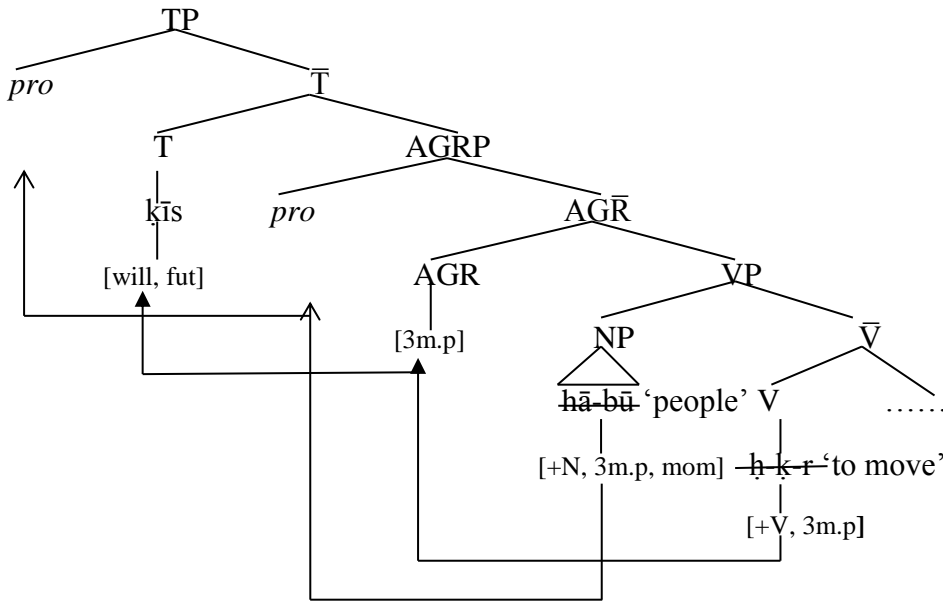 TP
pro T̅
T AGRP
ḳīs pro AGR̅
[will, fut] AGR VP
[3m.p] NP V̅
hā-bū ‘people’ V ......
[+N, 3m.p, mom] ḥ-ḳ-r ‘to move’
[+V, 3m.p]